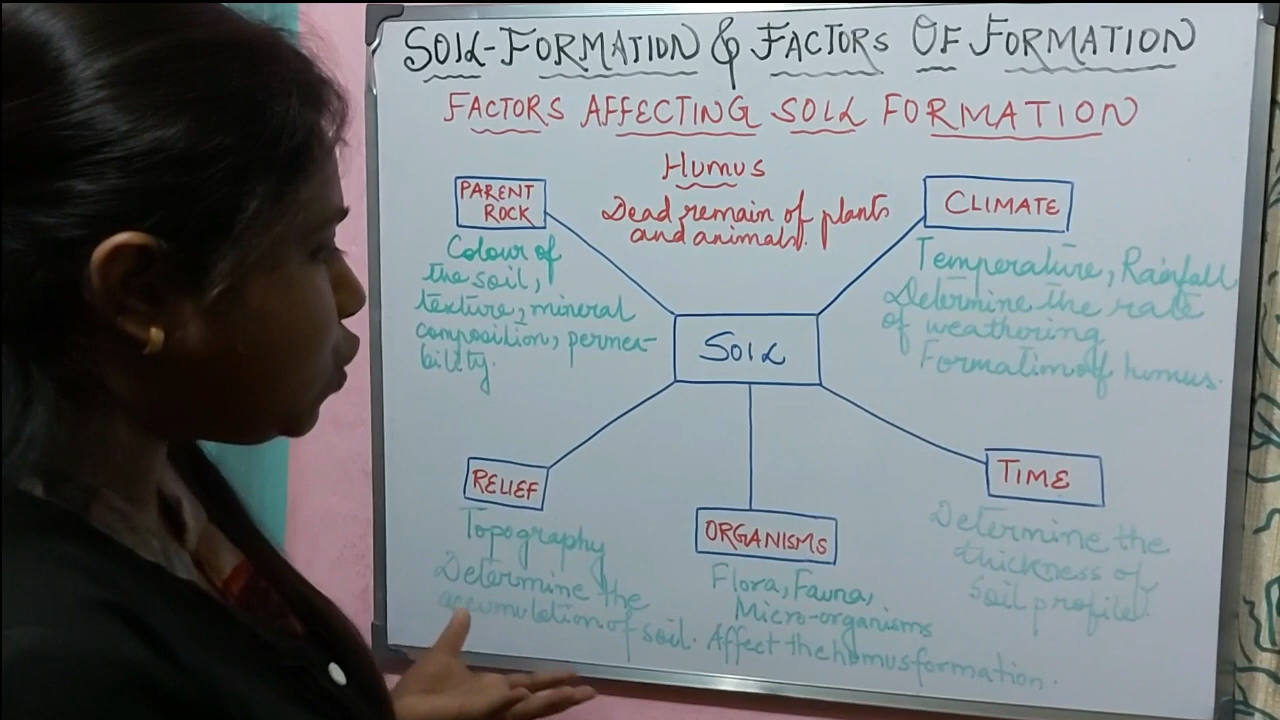 SOIL-FORMATION & FACTORS OF FORMATION
FACTORS AFFECTING SOIL FORMATION
Humus
Dead remain of plants
and animals.
PARENT
ROCK
Colour of
the soil,
texture, mineral
composition, permea-
bility.
CLIMATE
Temperature, Rainfall
Determine the rate
of weathoring
Formation of humus.
SOIL
RELIEF
Topography
Determine the
accumulation of soil.
ORGANISMS
Flora, Fauna,
Micro-organisms
Affect the humus formation.
TIME
Determine the
thickness of
Soil profile